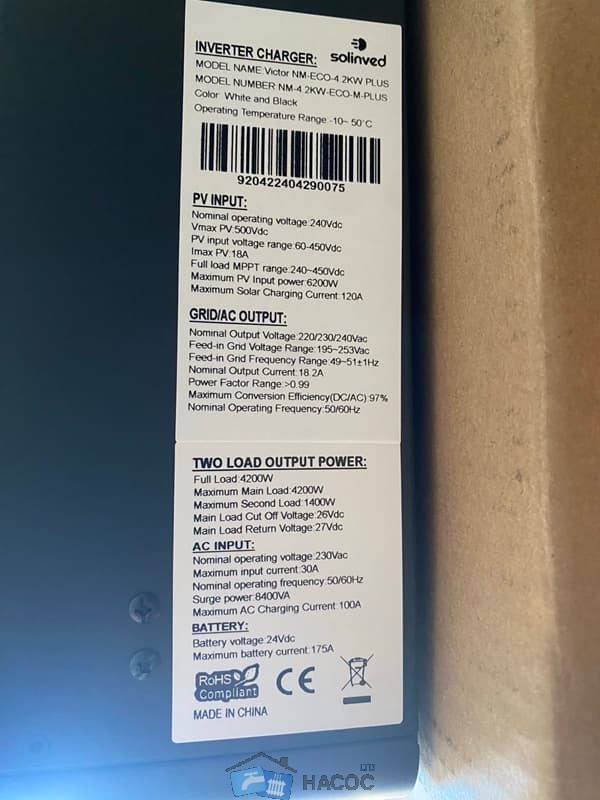 solinved
INVERTER CHARGER:
MODEL NAME:Victor NM-ECO-4.2KW PLUS
MODEL NUMBER NM-4.2KW-ECO-M-PLUS
Color: White and Black
Operating Temperature Range:-10~ 50°C
920422404290075
PV INPUT:
Nominal operating voltage:240Vdc
Vmax PV:500Vdc
PV input voltage range:60-450Vdc
Imax PV:18A
Full load MPPT range:240~450Vdc
Maximum PV Input power:6200W
Maximum Solar Charging Current:120A
GRID/AC OUTPUT:
Nominal Output Voltage:220/230/240Vac
Feed-in Grid Voltage Range:195~253Vac
Feed-in Grid Frequency Range:49~51±1Hz
Nominal Output Current:18.2A
Power Factor Range:>0.99
Maximum Conversion Efficiency(DC/AC):97%
Nominal Operating Frequency:50/60Hz
TWO LOAD OUTPUT POWER:
Full Load:4200W
Maximum Main Load:4200W
Maximum Second Load:1400W
Main Load Cut Off Voltage:26Vdc
Main Load Return Voltage:27Vdc
AC INPUT:
Nominal operating voltage:230Vac
Maximum input current:30A
Nominal operating frequency:50/60Hz
Surge power:8400VA
Maximum AC Charging Current:100A
BATTERY:
Battery voltage:24Vdc
Maximum battery current:175A
RoHS
Compliant
CE
MADE IN CHINA
НАСОС